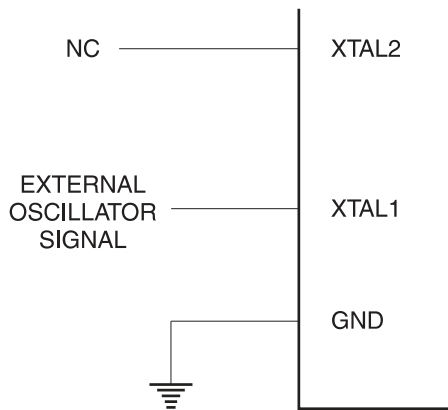 NC
XTAL2
EXTERNAL
OSCILLATOR
SIGNAL
XTAL1
GND